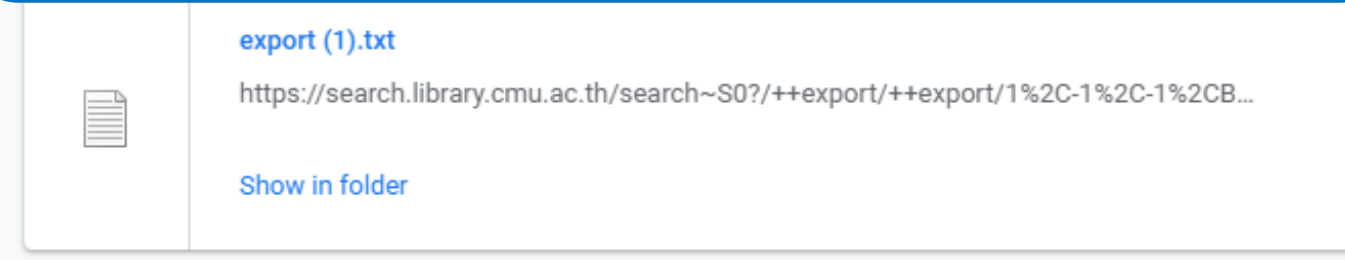 export (1).txt
https://search.library.cmu.ac.th/search~S0?/++export/++export/1%2C-1%2C-1%2CB...
Show in folder